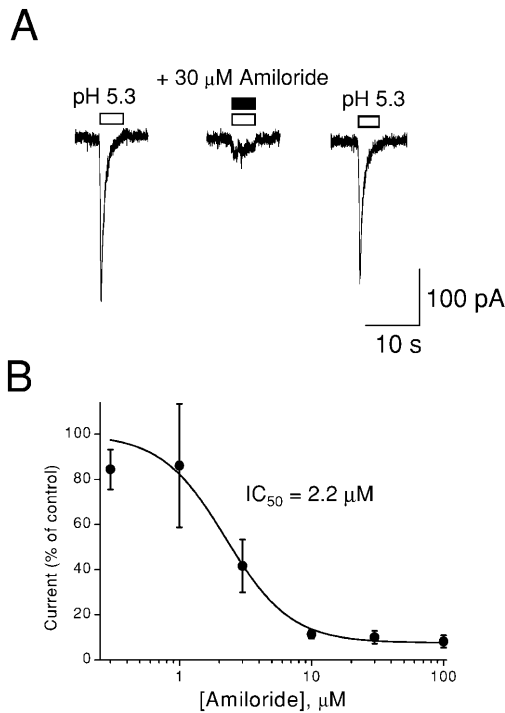 A
+ 30 μM Amiloride
pH 5.3
pH 5.3
100 pA
10 s
B
100
80
60
40
20
0
Current (% of control)
IC50 = 2.2 μM
1
10
100
[Amiloride], μM